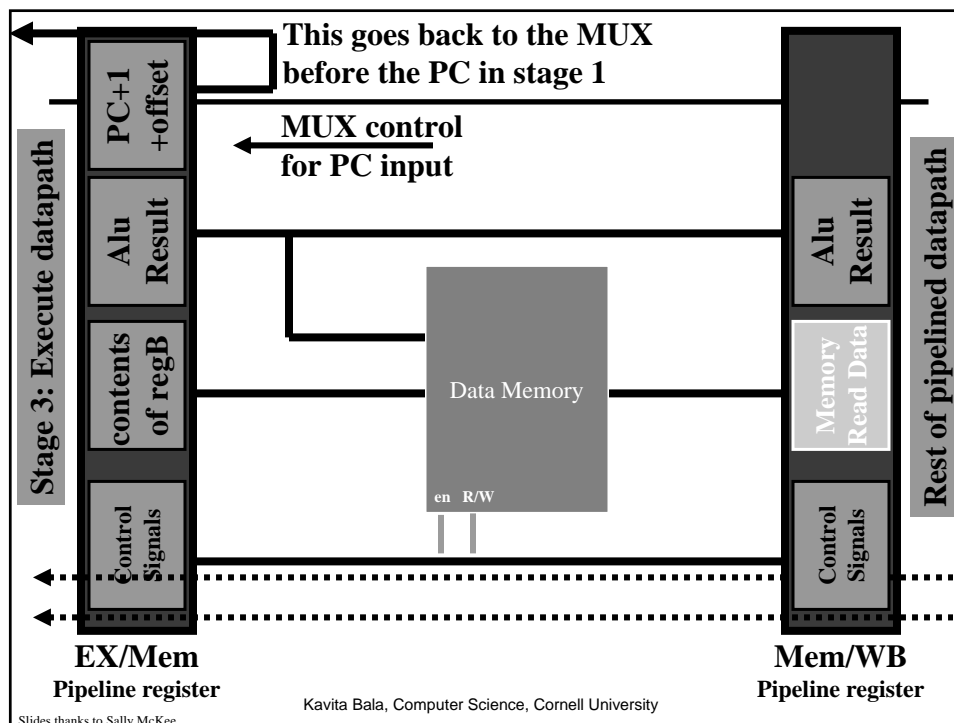 This goes back to the MUX
before the PC in stage 1
MUX control
for PC input
Stage 3: Execute datapath
PC+1
+offset
Alu
Result
contents
of regB
Control
Signals
Data Memory
en R/W
Alu
Result
Memory
Read Data
Control
Signals
Rest of pipelined datapath
EX/Mem
Pipeline register
Mem/WB
Pipeline register
Kavita Bala, Computer Science, Cornell University
Slides thanks to Sally McKee